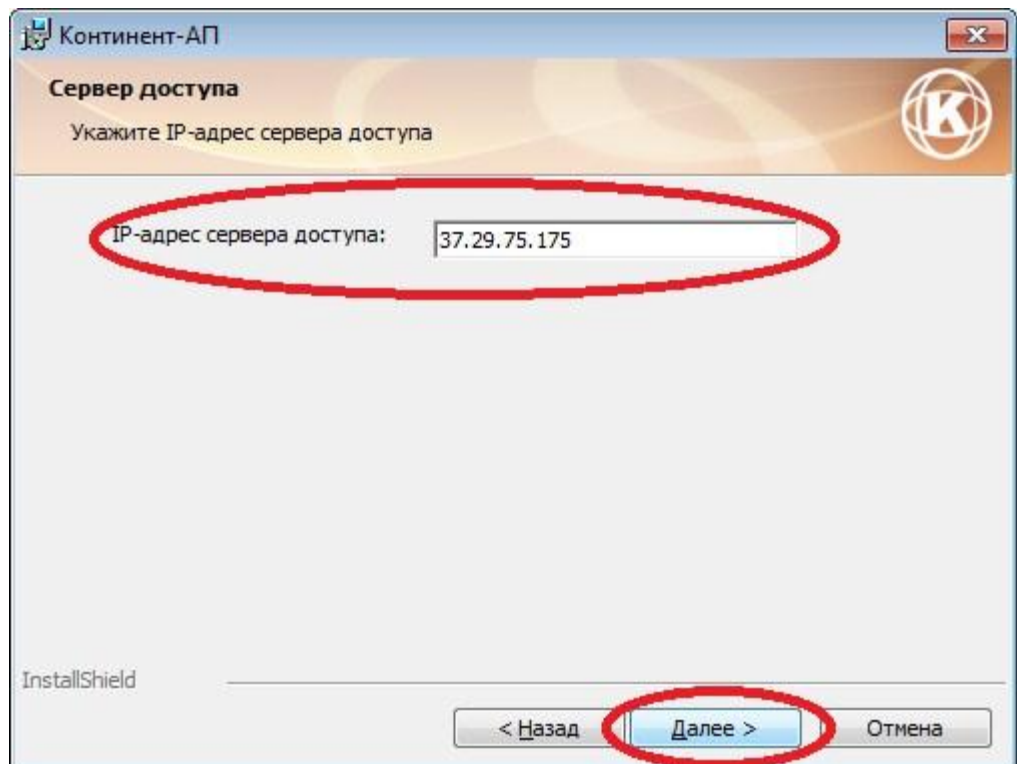 Континент-АП
Сервер доступа
Укажите IP-адрес сервера доступа
K
IP-адрес сервера доступа:
37.29.75.175
InstallShield
< Назад
Далее >
Отмена